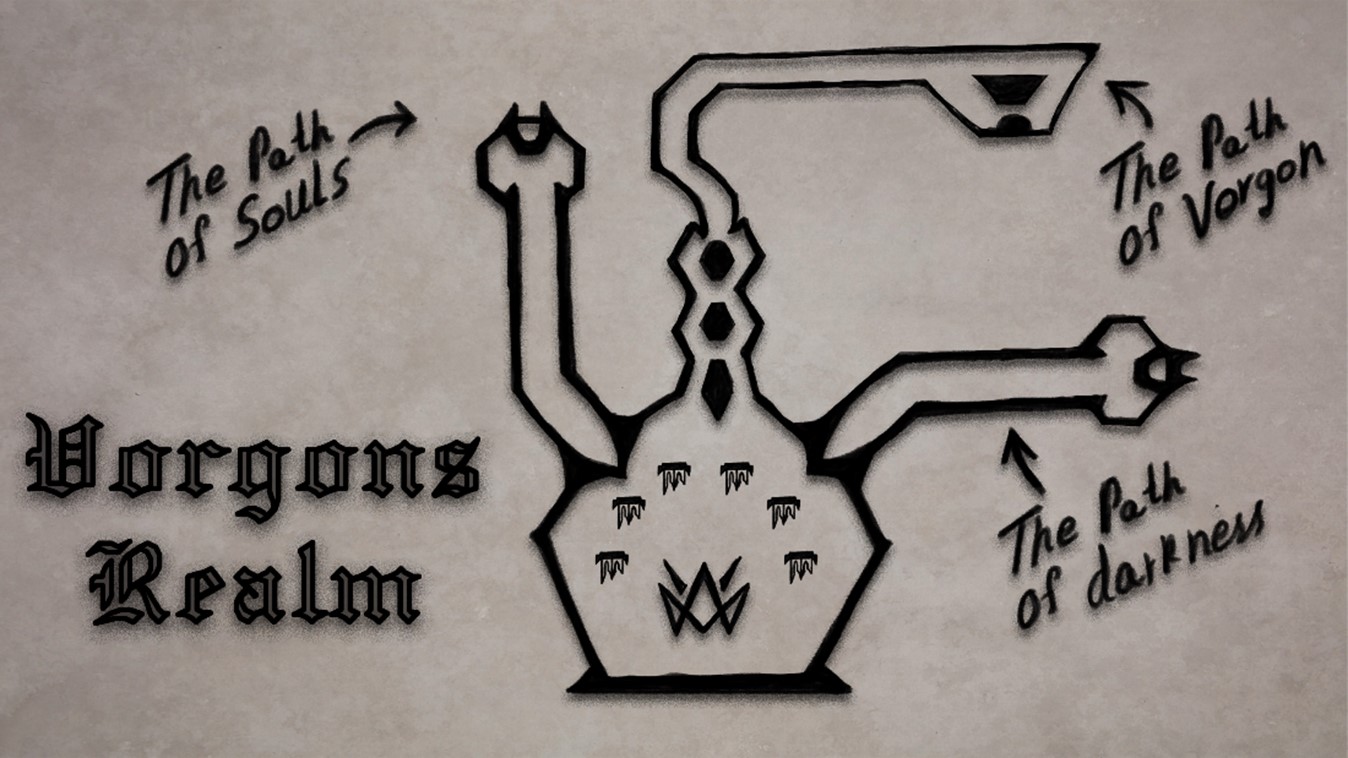 The Path
of Souls
The Path
of Vorgon
Vorgons
Realm
The Path
of darkness